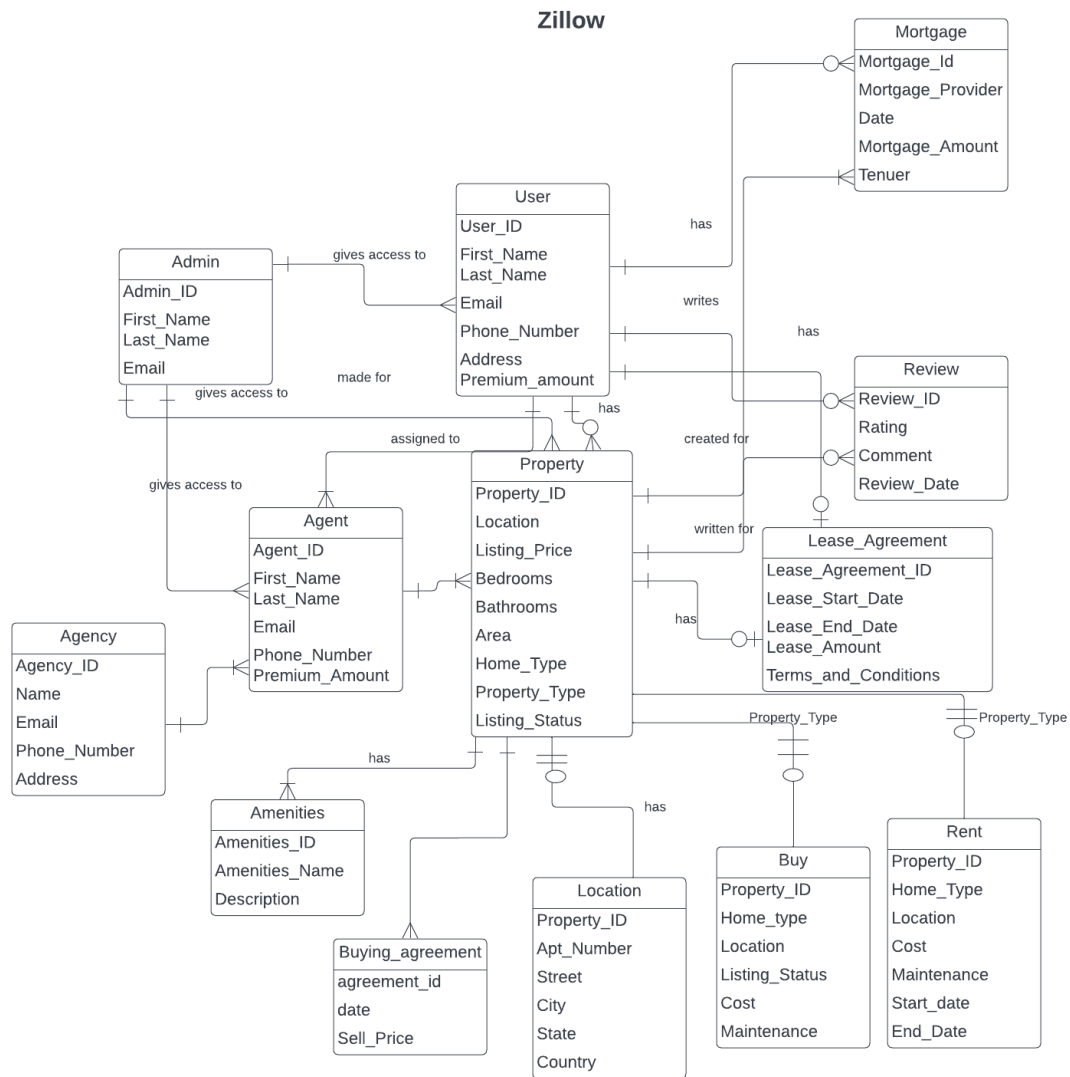 Zillow
Mortgage
Mortgage_Id
Mortgage_Provider
Date
Mortgage_Amount
Tenuer
User
User_ID
First_Name
Last_Name
Email
Phone_Number
Address
Premium_amount
has
writes
has
Admin
Admin_ID
First_Name
Last_Name
Email
gives access to
gives access to
made for
has
assigned to
gives access to
Review
Review_ID
Rating
Comment
Review_Date
created for
written for
has
Property
Property_ID
Location
Listing_Price
Bedrooms
Bathrooms
Area
Home_Type
Property_Type
Listing_Status
Agent
Agent_ID
First_Name
Last_Name
Email
Phone_Number
Premium_Amount
Lease_Agreement
Lease_Agreement_ID
Lease_Start_Date
Lease_End_Date
Lease_Amount
Terms_and_Conditions
Agency
Agency_ID
Name
Email
Phone_Number
Address
Property_Type
Property_Type
has
has
Amenities
Amenities_ID
Amenities_Name
Description
Buying_agreement
agreement_id
date
Sell_Price
Location
Property_ID
Apt_Number
Street
City
State
Country
Buy
Property_ID
Home_type
Location
Listing_Status
Cost
Maintenance
Rent
Property_ID
Home_Type
Location
Cost
Maintenance
Start_date
End_Date